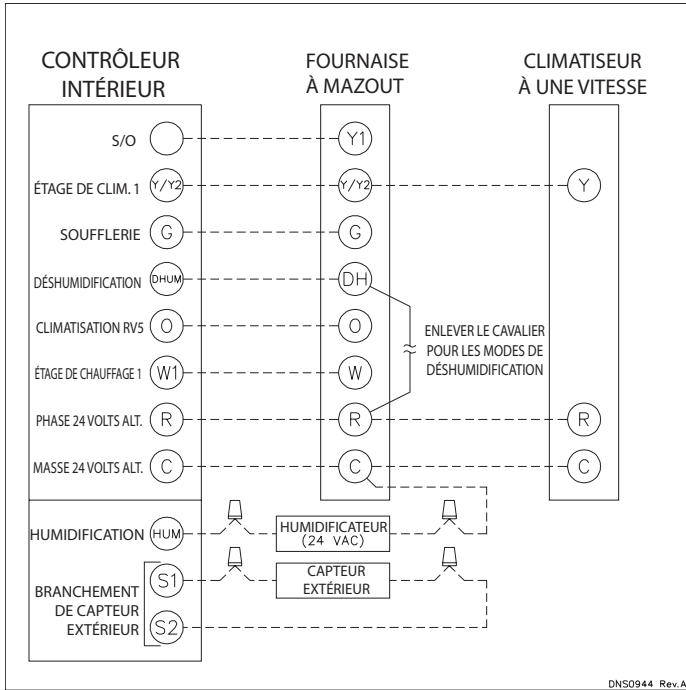 CONTRÔLEUR
INTÉRIEUR
FOURNAISE
À MAZOUT
CLIMATISEUR
À UNE VITESSE
S/O
Y1
ÉTAGE DE CLIM. 1
Y/Y2
Y/Y2
Y
SOUFFLERIE
G
G
DÉSHUMIDIFICATION
DHUM
DH
CLIMATISATION RVS
O
O
ENLEVER LE CAVALIER
POUR LES MODES DE
DÉSHUMIDIFICATION
ÉTAGE DE CHAUFFAGE 1
W1
W
PHASE 24 VOLTS ALT.
R
R
R
MASSE 24 VOLTS ALT.
C
C
C
HUMIDIFICATION
HUM
HUMIDIFICATEUR
(24 VAC)
BRANCHEMENT
DE CAPTEUR
EXTÉRIEUR
S1
S2
CAPTEUR
EXTÉRIEUR
DNS0944 Rev.A